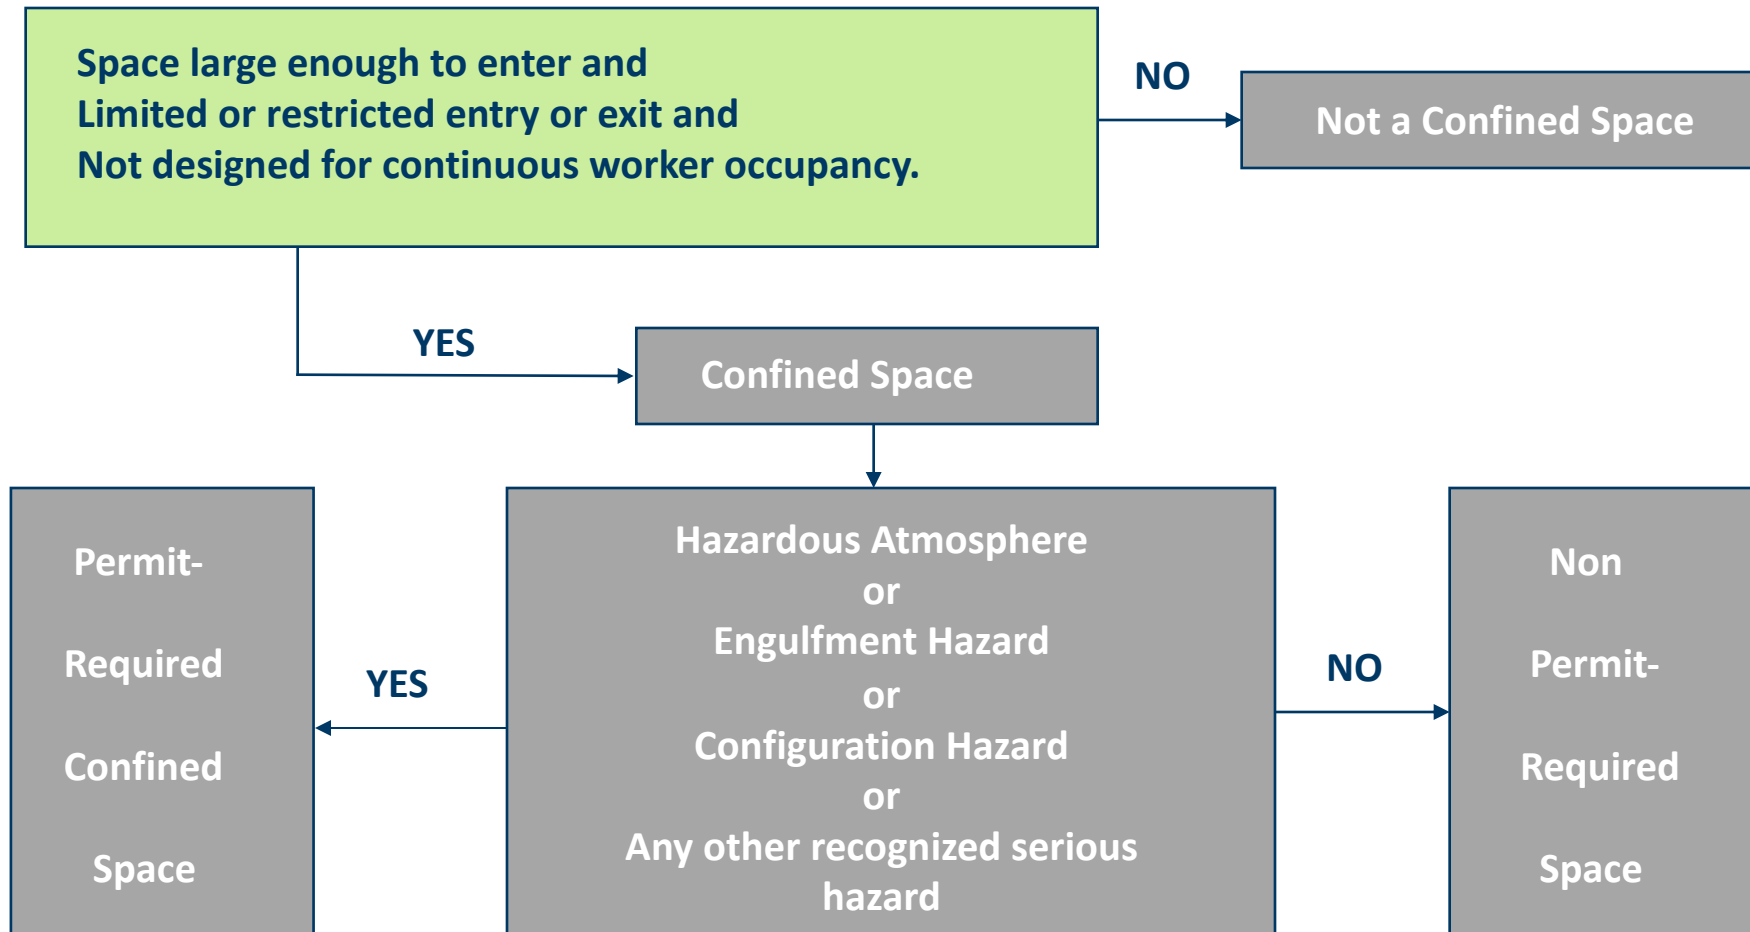 Space large enough to enter and
Limited or restricted entry or exit and
Not designed for continuous worker occupancy.
NO
Not a Confined Space
YES
Confined Space
Permit-
Required
Confined
Space
YES
Hazardous Atmosphere
or
Engulfment Hazard
or
Configuration Hazard
or
Any other recognized serious
hazard
NO
Non
Permit-
Required
Space